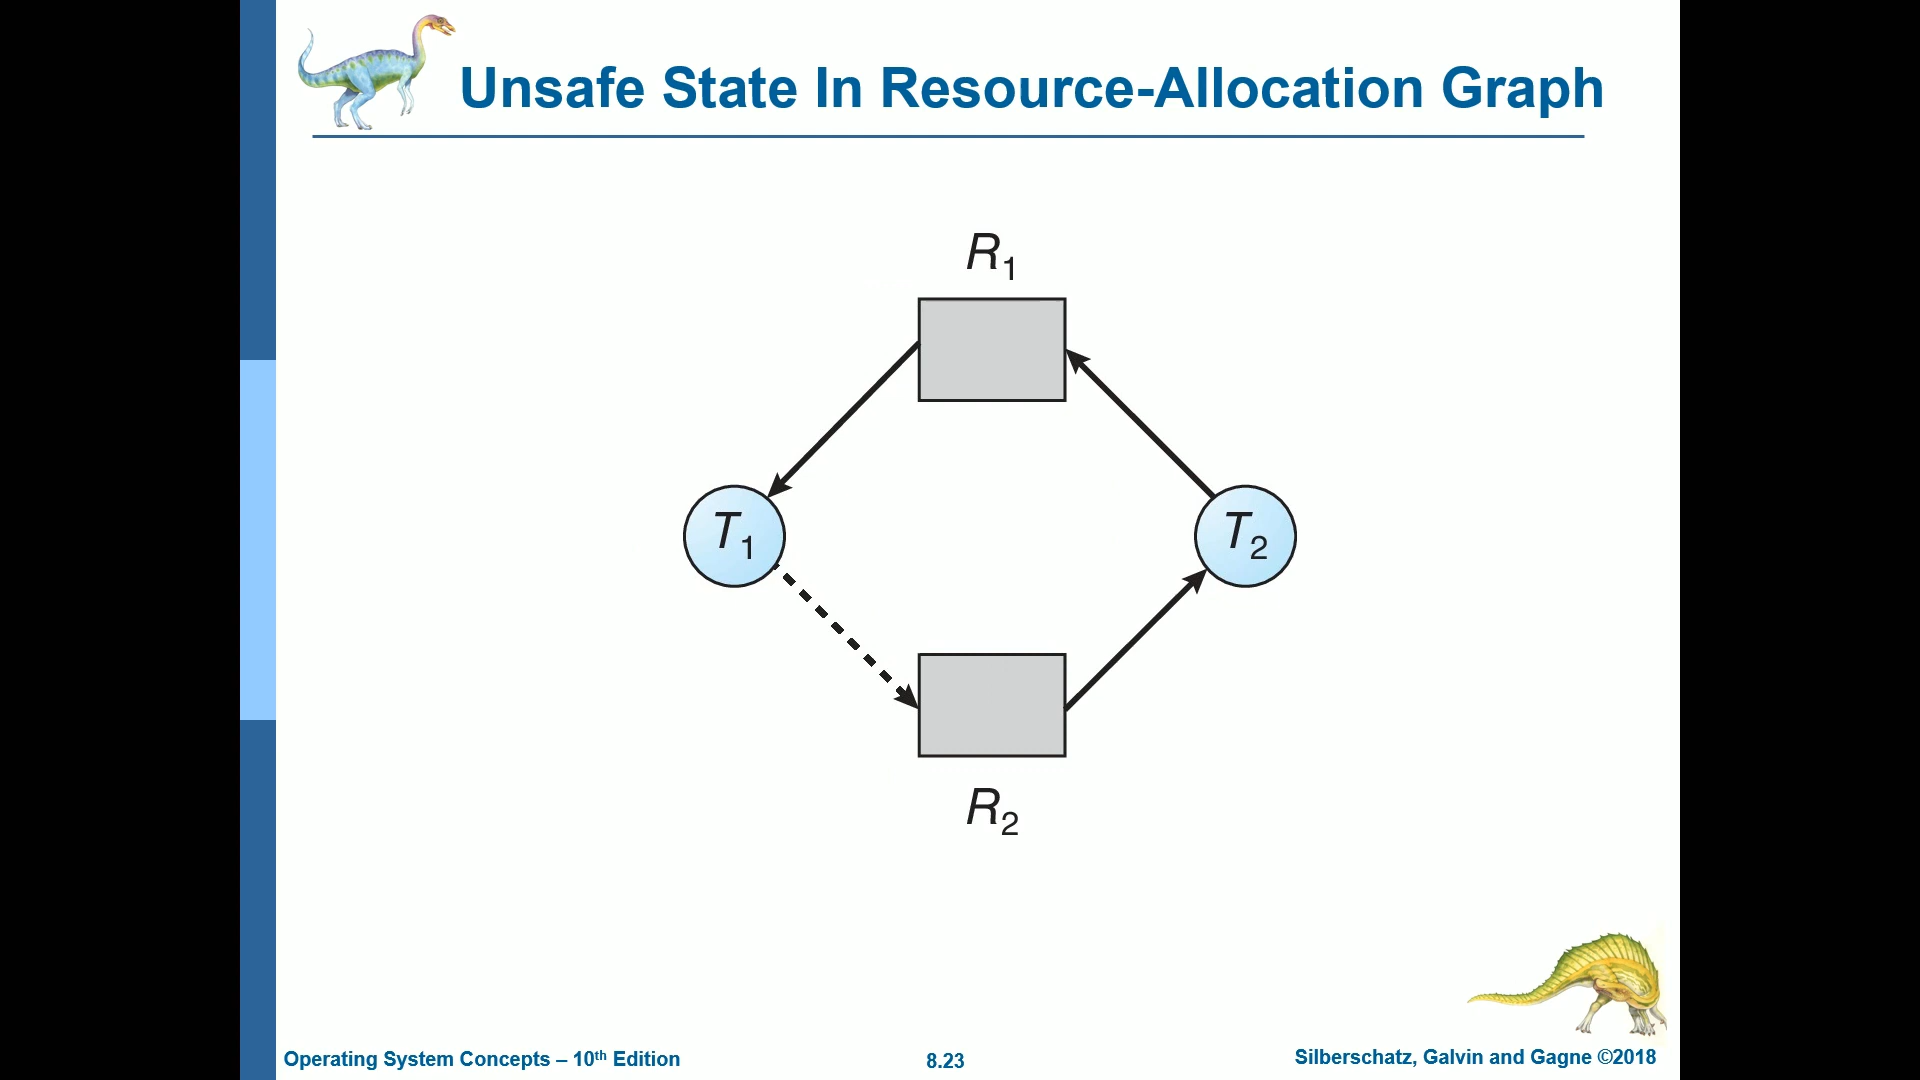 Unsafe State In Resource-Allocation Graph
R1
T1
T2
R2
Operating System Concepts – 10th Edition
8.23
Silberschatz, Galvin and Gagne ©2018